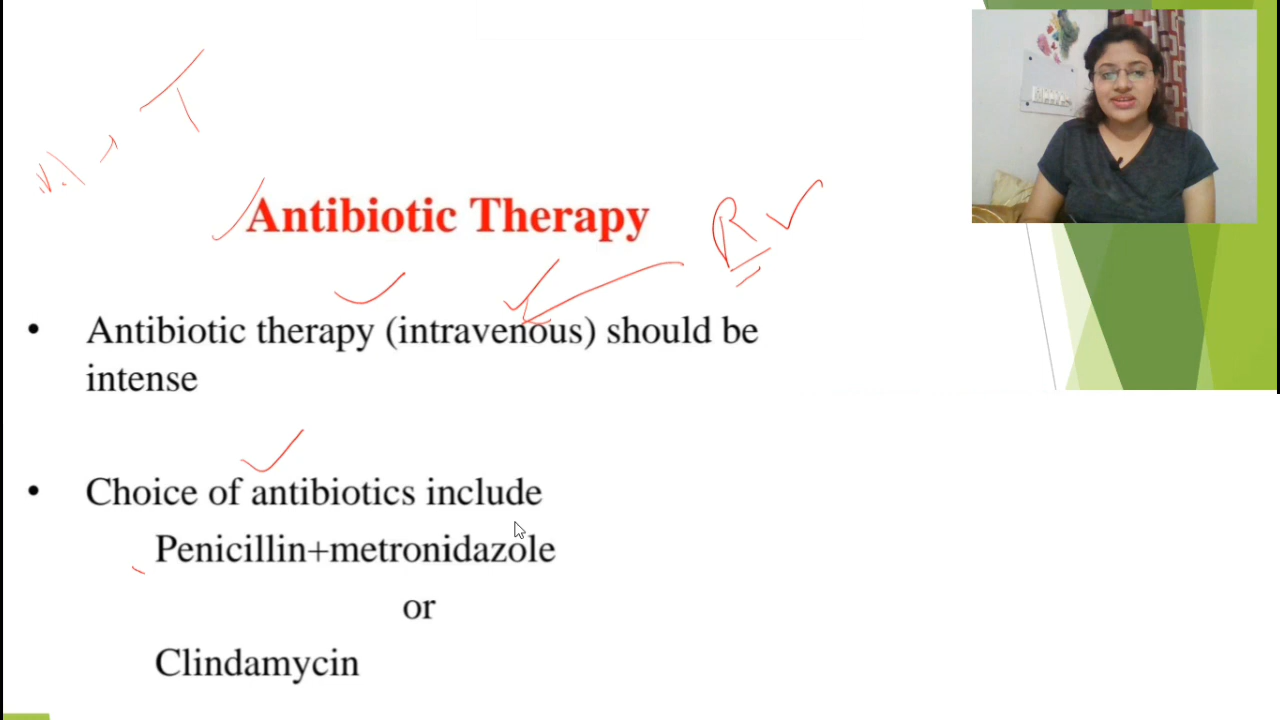 T
Antibiotic Therapy
R
• Antibiotic therapy (intravenous) should be
intense
• Choice of antibiotics include
Penicillin+metronidazole
or
Clindamycin